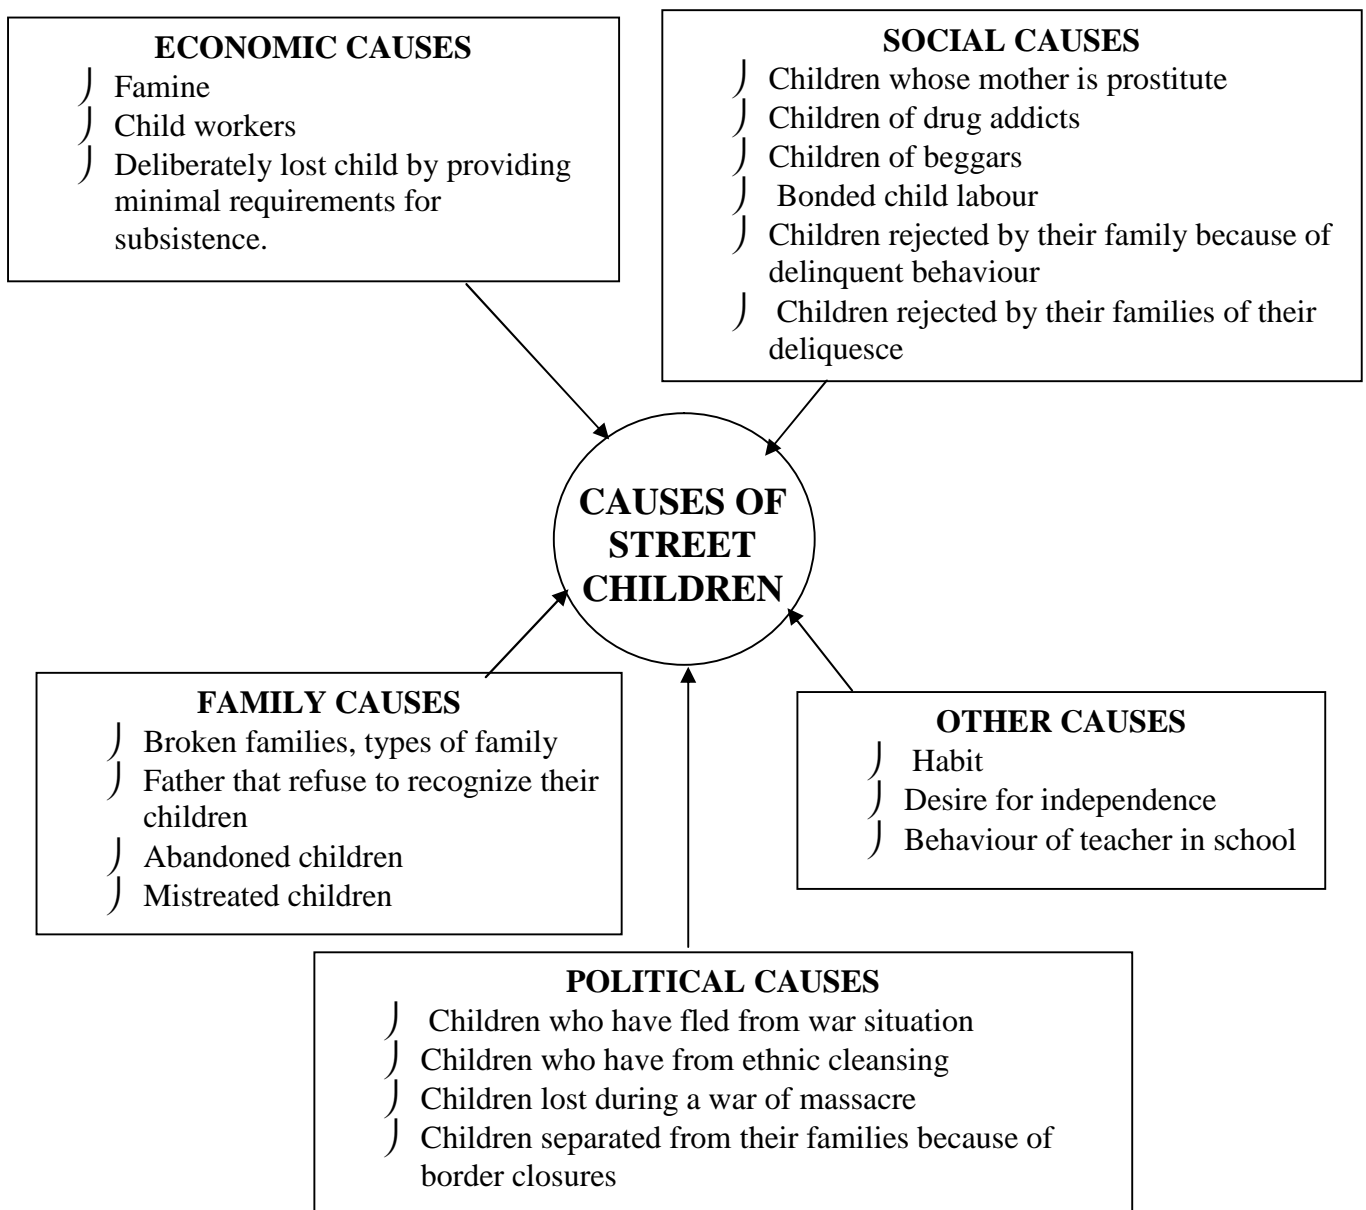 ECONOMIC CAUSES
Famine
Child workers
Deliberately lost child by providing
minimal requirements for
subsistence.
SOCIAL CAUSES
Children whose mother is prostitute
Children of drug addicts
Children of beggars
Bonded child labour
Children rejected by their family because of
delinquent behaviour
Children rejected by their families of their
deliquesce
CAUSES OF
STREET
CHILDREN
FAMILY CAUSES
Broken families, types of family
Father that refuse to recognize their
children
Abandoned children
Mistreated children
OTHER CAUSES
Habit
Desire for independence
Behaviour of teacher in school
POLITICAL CAUSES
Children who have fled from war situation
Children who have from ethnic cleansing
Children lost during a war of massacre
Children separated from their families because of
border closures